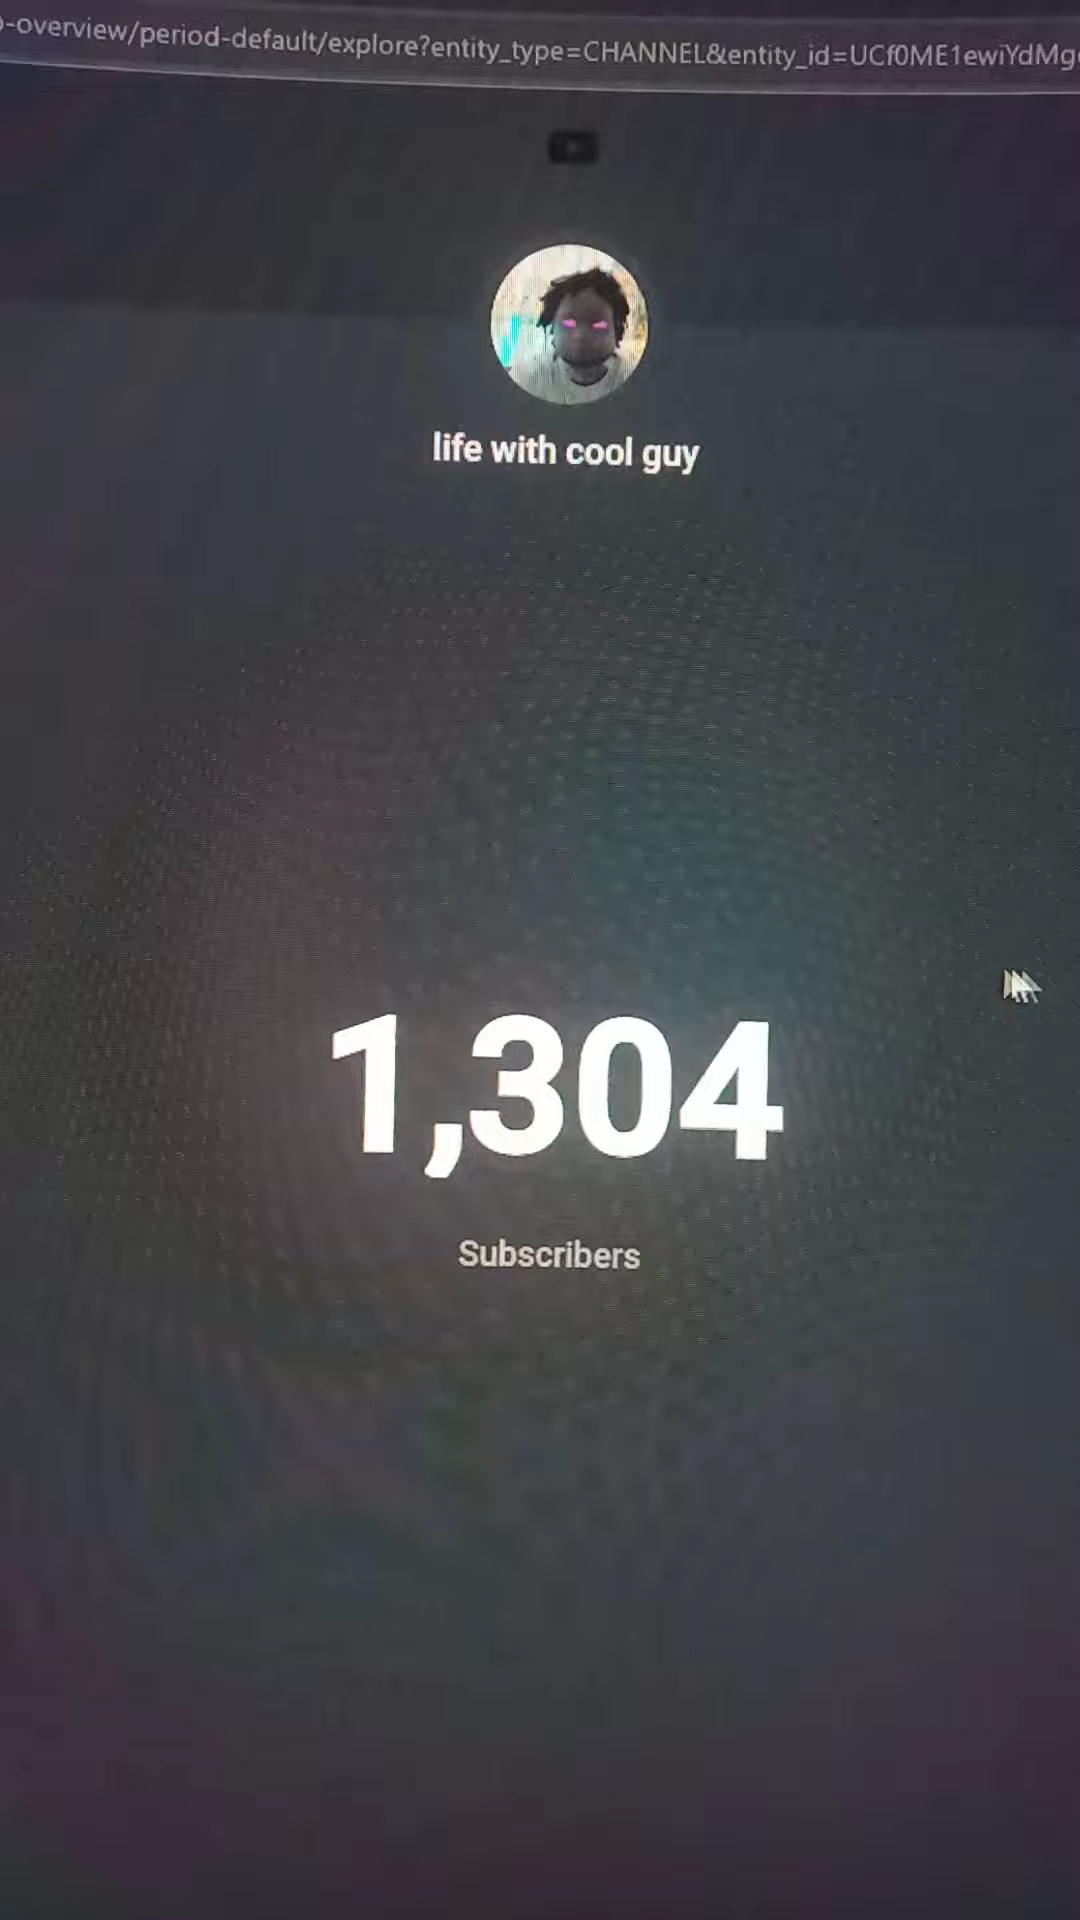 -overview/period-default/explore?entity_type=CHANNEL&entity_id=UCf0ME1ewiYdMg
life with cool guy
1,304
Subscribers